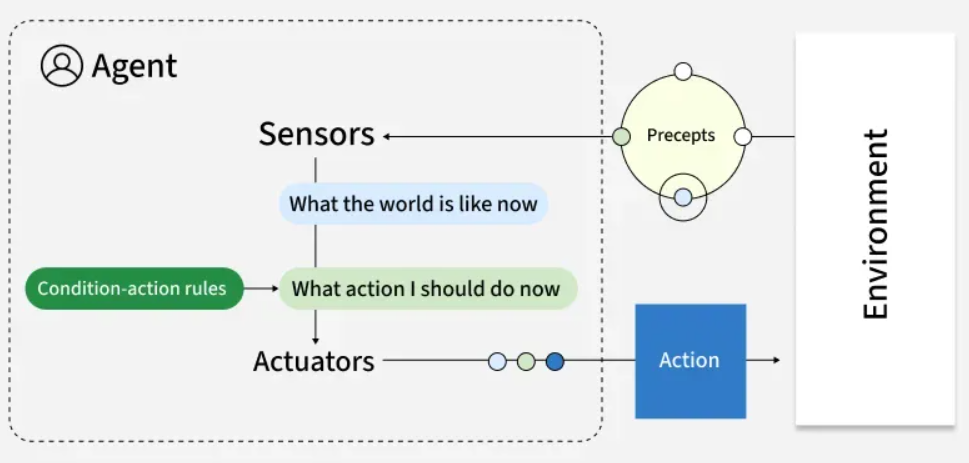 Agent
Sensors
Precepts
What the world is like now
Condition-action rules
What action I should do now
Actuators
Action
Environment